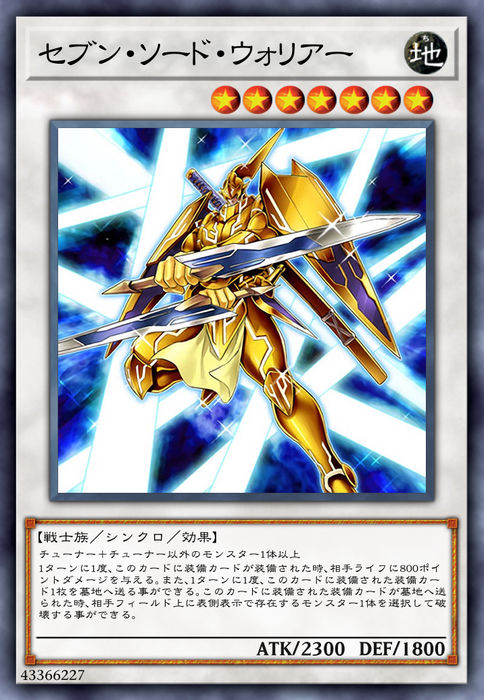 セブン・ソード・ウォリアー
地
ち
【戦士族／シンクロ／効果】
チューナー＋チューナー以外のモンスター1体以上
1ターンに1度、このカードに装備カードが装備された時、相手ライフに800ポイ
ントダメージを与える。また、1ターンに1度、このカードに装備された装備カー
ド1枚を墓地へ送る事ができる。このカードに装備された装備カードが墓地へ送
られた時、相手フィールド上に表側表示で存在するモンスター1体を選択して破
壊する事ができる。
ATK/2300 DEF/1800
43366227